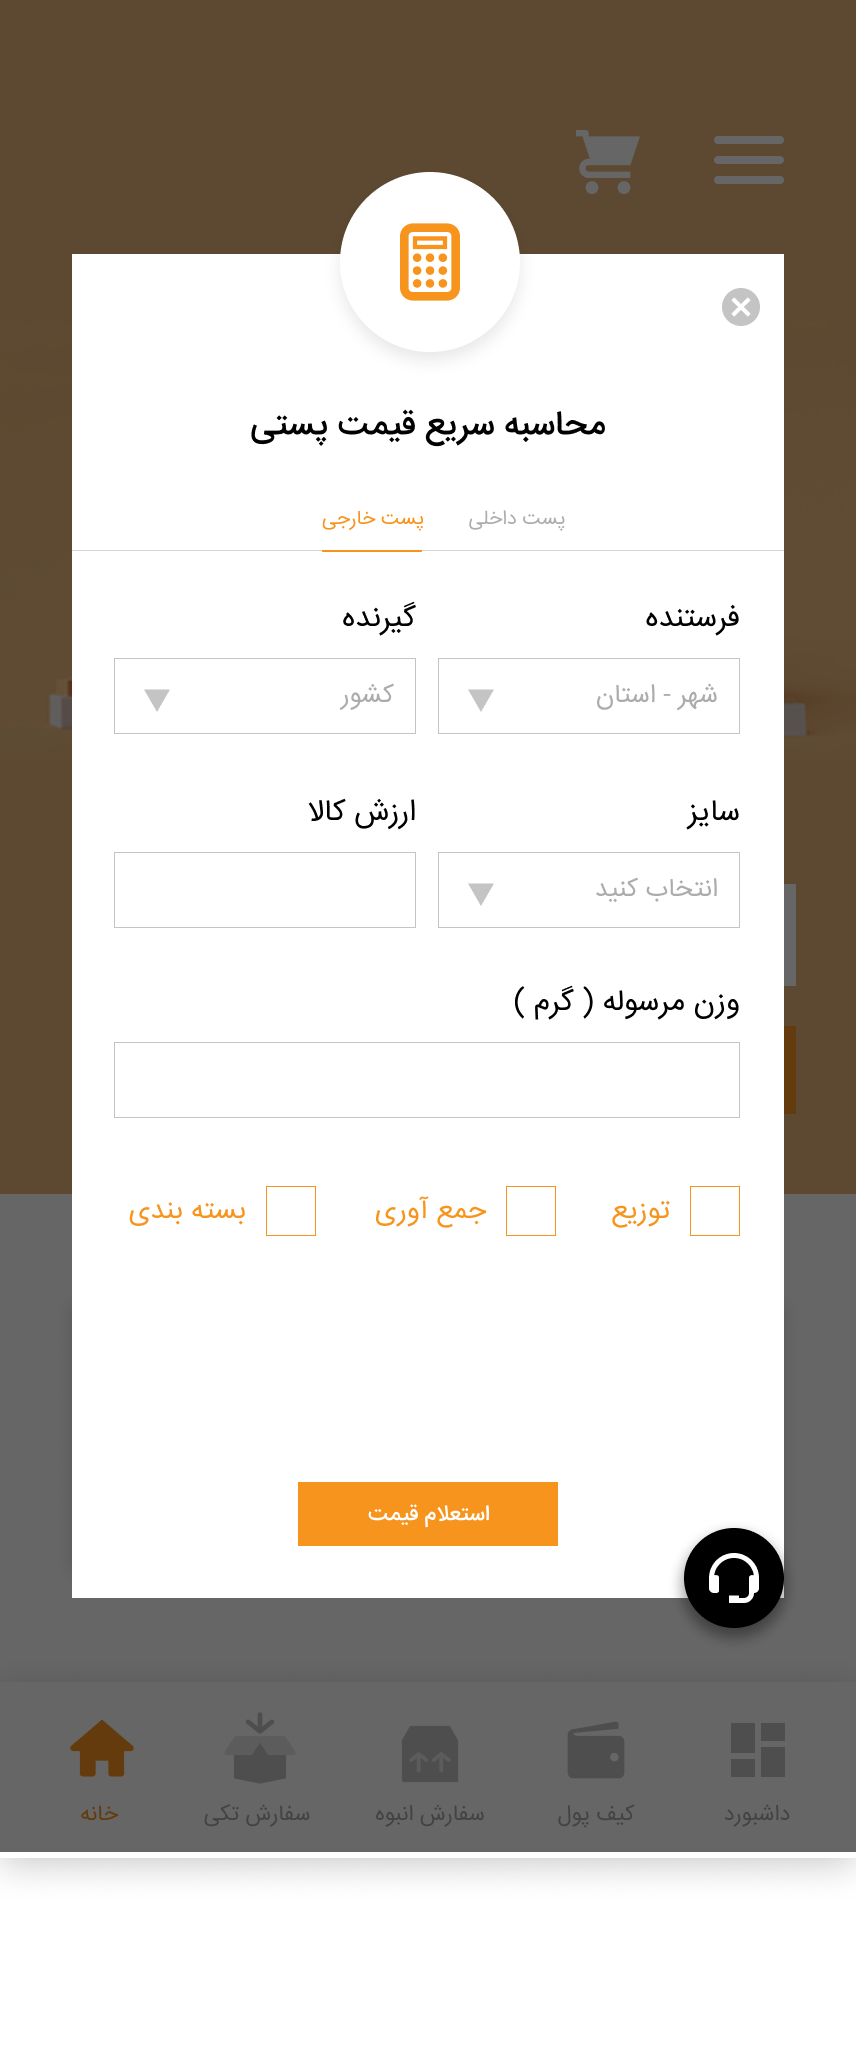 محاسبه سریع قیمت پستی
پست داخلی
پست خارجی
فرستنده
گیرنده
شهر - استان
کشور
سایز
ارزش کالا
انتخاب کنید
وزن مرسوله ( گرم )
توزیع
جمع آوری
بسته بندی
استعلام قیمت
داشبورد
کیف پول
سفارش انبوه
سفارش تکی
خانه